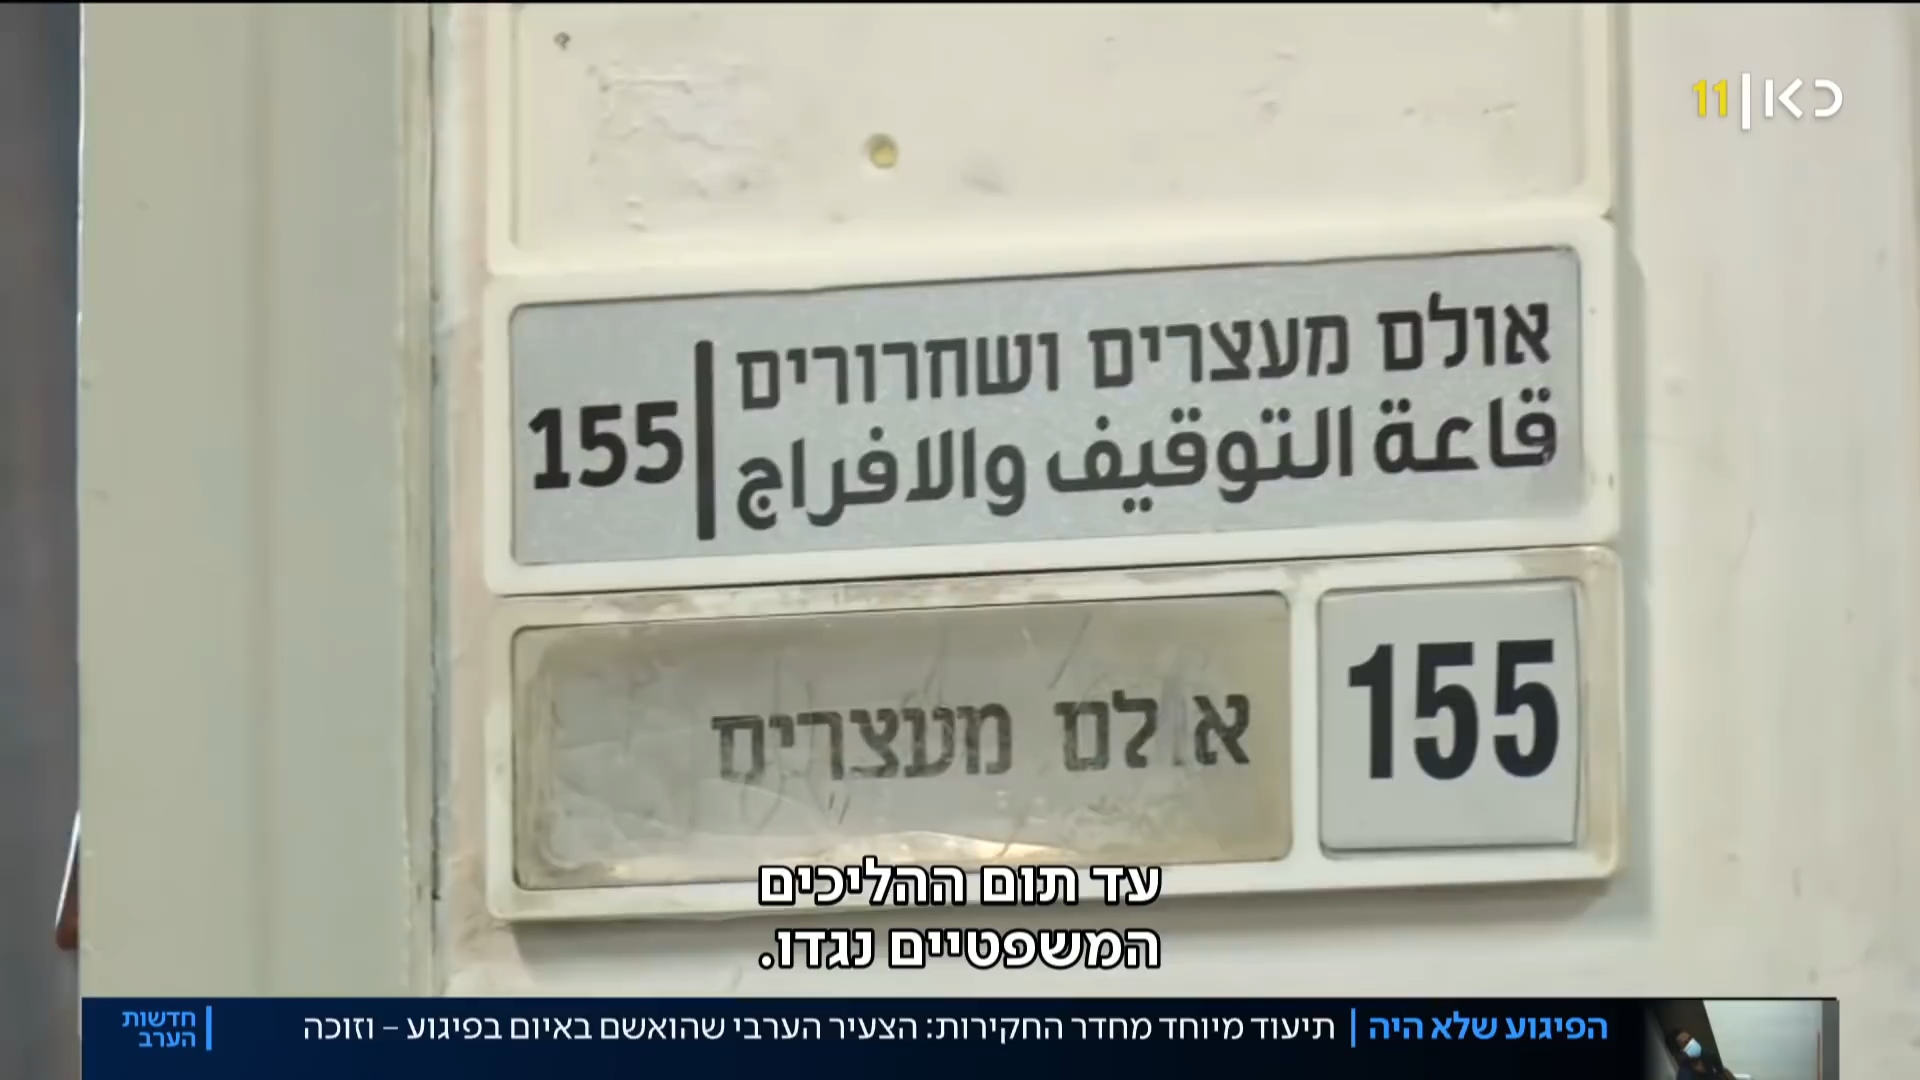 כאן|11
אולם מעצרים ושחרורים
قاعة التوقيف والافراج
155
155
אולם מעצרים
עד תום ההליכים
המשפטיים נגדו.
הפיגוע שלא היה | תיעוד מיוחד מחדר החקירות: הצעיר הערבי שהואשם באיום בפיגוע – וזוכה
חדשות
הערב